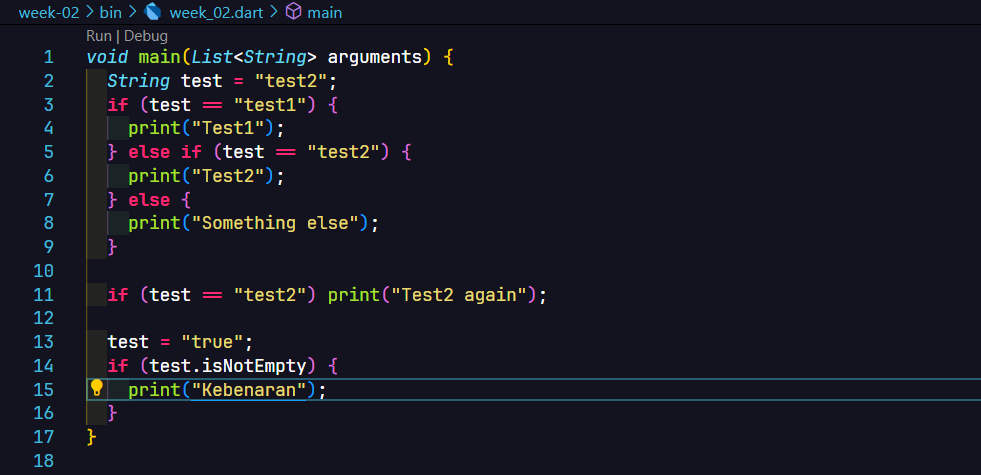 week-02 > bin > week_02.dart > main
Run | Debug
1 void main(List<String> arguments) {
2 String test = "test2";
3 if (test == "test1") {
4 print("Test1");
5 } else if (test == "test2") {
6 print("Test2");
7 } else {
8 print("Something else");
9 }
10
11 if (test == "test2") print("Test2 again");
12
13 test = "true";
14 if (test.isNotEmpty) {
15 print("Kebenaran");
16 }
17 }
18